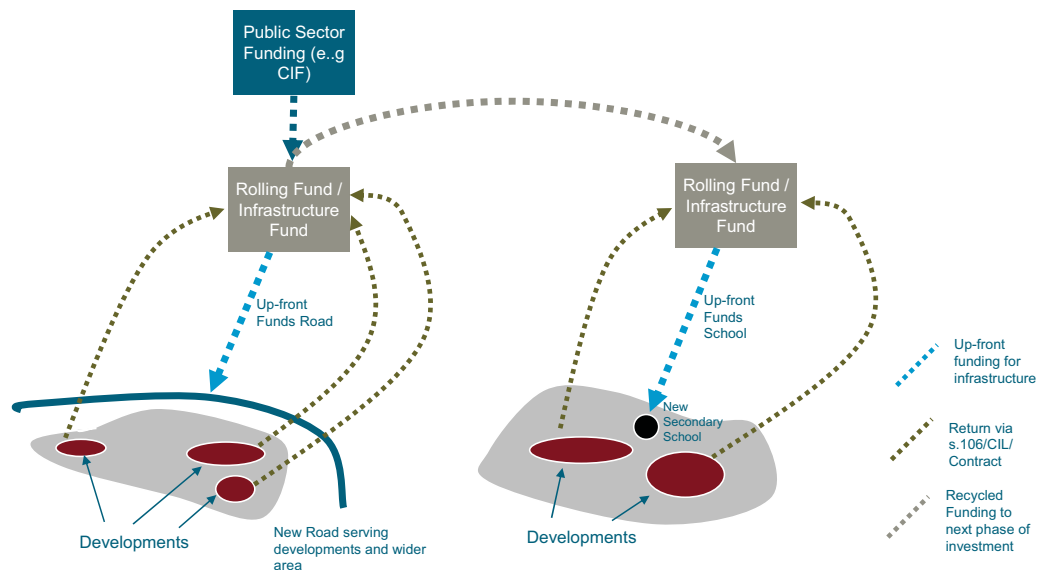 Public Sector
Funding (e..g
CIF)
Rolling Fund /
Infrastructure
Fund
Rolling Fund /
Infrastructure
Fund
Up-front
Funds Road
Up-front
Funds
School
New
Secondary
School
Developments
New Road serving
developments and wider
area
Developments
Up-front
funding for
infrastructure
Return via
s.106/CIL/
Contract
Recycled
Funding to
next phase of
investment